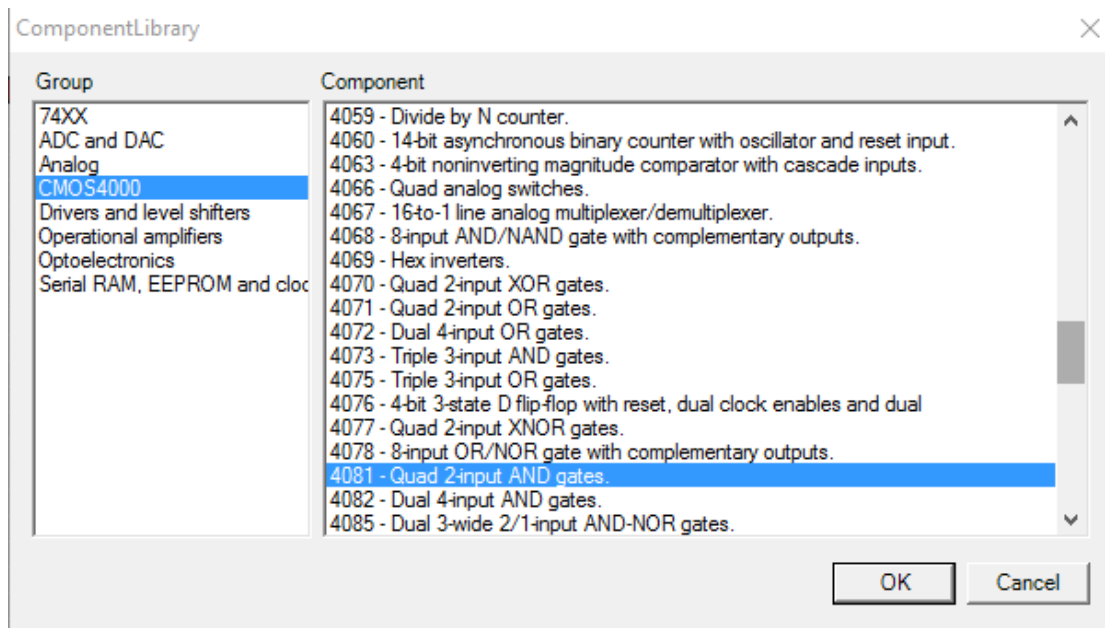 ComponentLibrary
Group
74XX
ADC and DAC
Analog
CMOS4000
Drivers and level shifters
Operational amplifiers
Optoelectronics
Serial RAM, EEPROM and cloc
Component
4059 - Divide by N counter.
4060 - 14-bit asynchronous binary counter with oscillator and reset input.
4063 - 4-bit noninverting magnitude comparator with cascade inputs.
4066 - Quad analog switches.
4067 - 16-to-1 line analog multiplexer/demultiplexer.
4068 - 8-input AND/NAND gate with complementary outputs.
4069 - Hex inverters.
4070 - Quad 2-input XOR gates.
4071 - Quad 2-input OR gates.
4072 - Dual 4-input OR gates.
4073 - Triple 3-input AND gates.
4075 - Triple 3-input OR gates.
4076 - 4-bit 3-state D flip-flop with reset, dual clock enables and dual
4077 - Quad 2-input XNOR gates.
4078 - 8-input OR/NOR gate with complementary outputs.
4081 - Quad 2-input AND gates.
4082 - Dual 4-input AND gates.
4085 - Dual 3-wide 2/1-input AND-NOR gates.
OK
Cancel